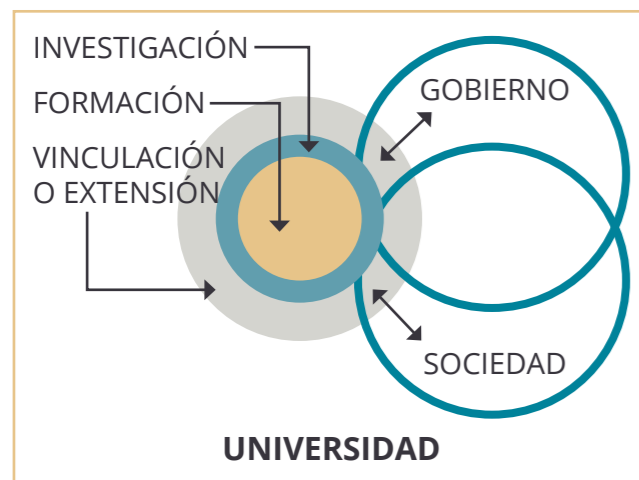 INVESTIGACIÓN
FORMACIÓN
VINCULACIÓN
O EXTENSIÓN
GOBIERNO
SOCIEDAD
UNIVERSIDAD